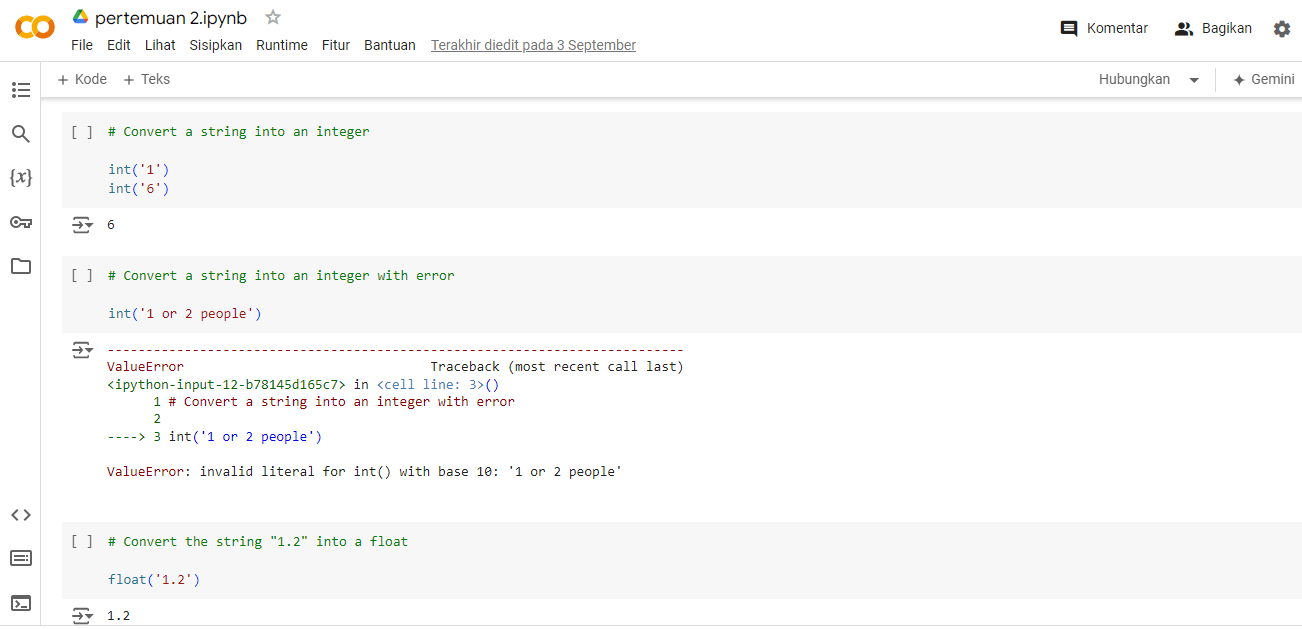 pertemuan 2.ipynb
File Edit Lihat Sisipkan Runtime Fitur Bantuan Terakhir diedit pada 3 September
Komentar Bagikan
+ Kode + Teks
Hubungkan Gemini
{x}
[ ] # Convert a string into an integer
int('1')
int('6')
6
[ ] # Convert a string into an integer with error
int('1 or 2 people')
---------------------------------------------------------------------------
ValueError                                Traceback (most recent call last)
<ipython-input-12-b78145d165c7> in <cell line: 3>()
      1 # Convert a string into an integer with error
      2
----> 3 int('1 or 2 people')
ValueError: invalid literal for int() with base 10: '1 or 2 people'
[ ] # Convert the string "1.2" into a float
float('1.2')
1.2